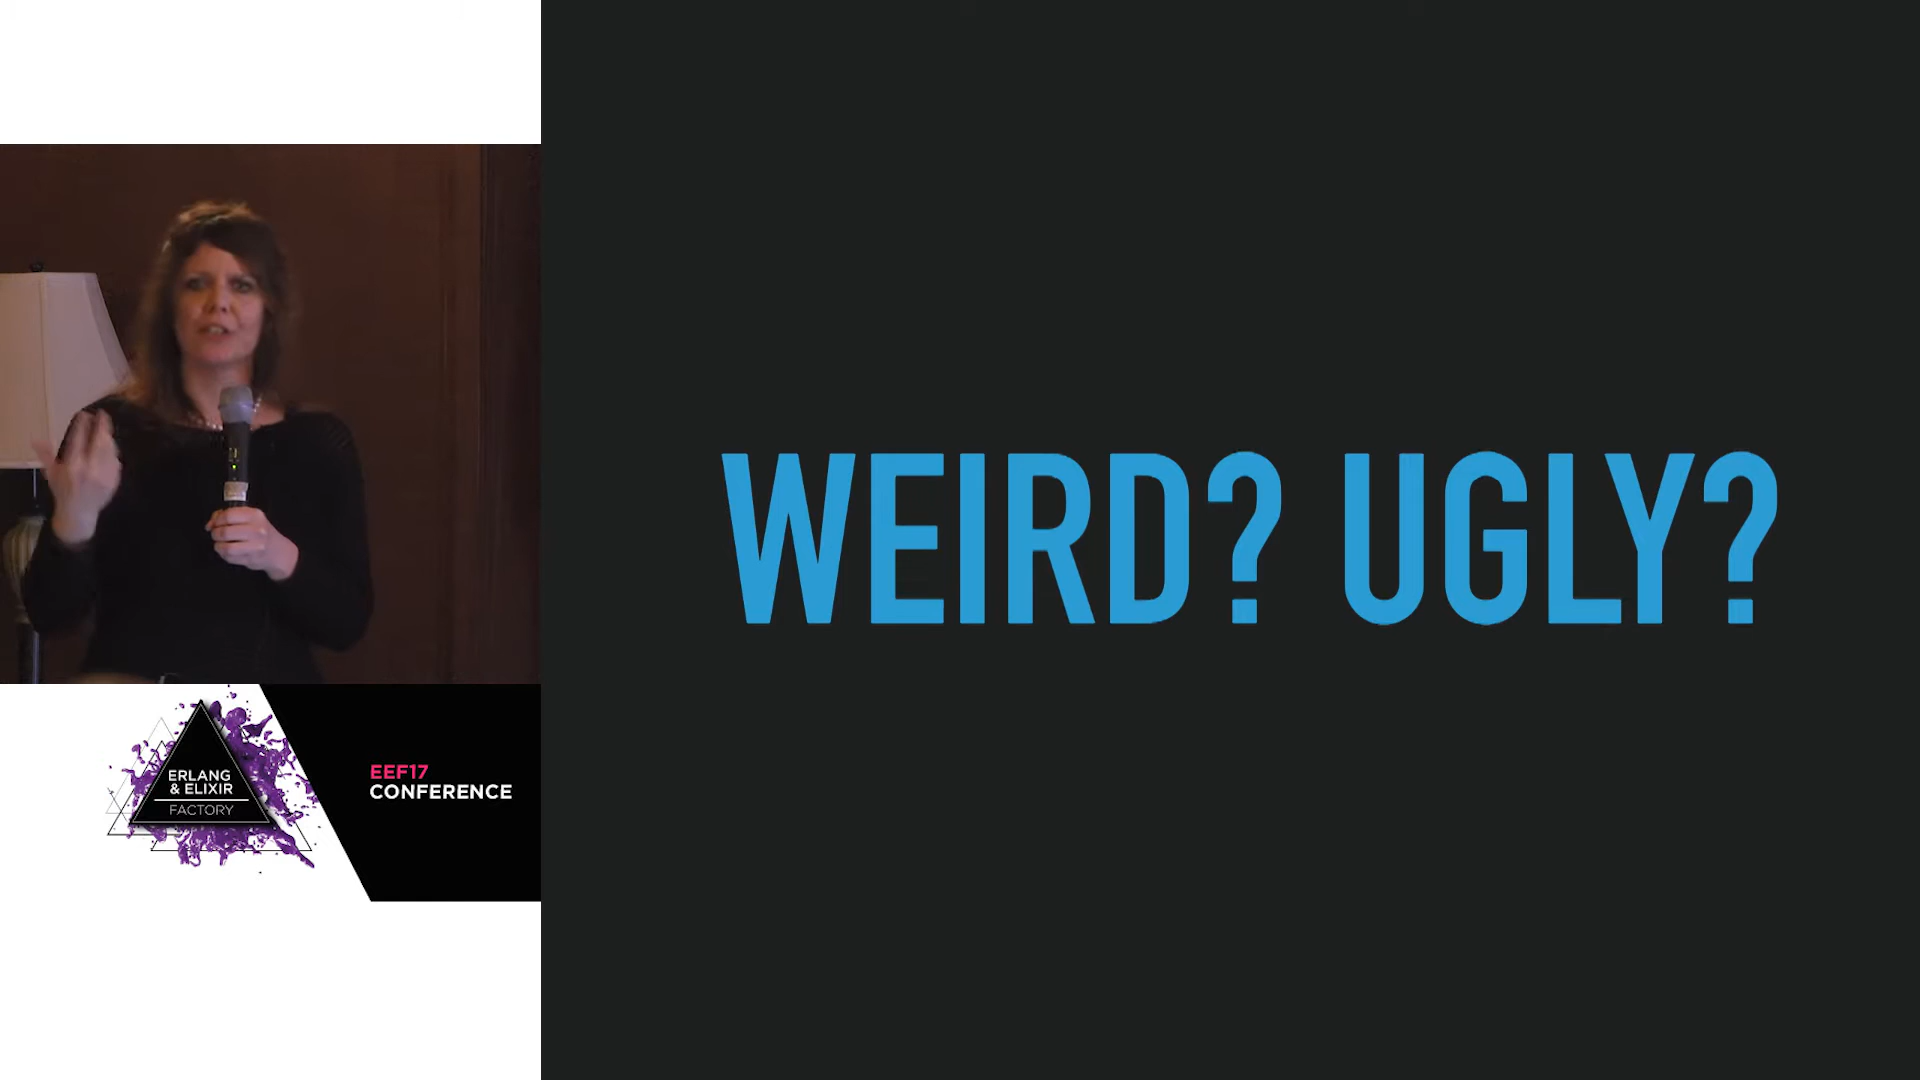 WEIRD? UGLY?
ERLANG
& ELIXIR
FACTORY
EEF17
CONFERENCE